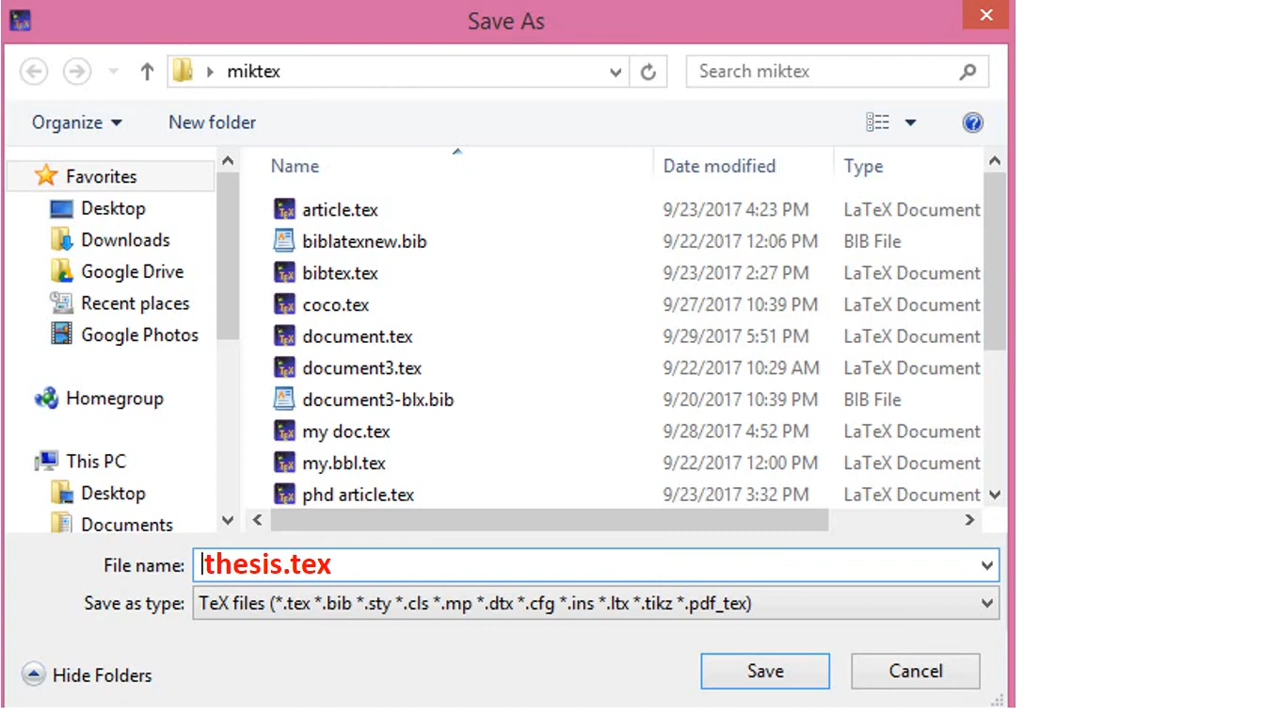 Save As
miktex
Search miktex
Organize New folder
Favorites
Desktop
Downloads
Google Drive
Recent places
Google Photos
Homegroup
This PC
Desktop
Documents
Name Date modified Type
article.tex 9/23/2017 4:23 PM LaTeX Document
biblatexnew.bib 9/22/2017 12:06 PM BIB File
bibtex.tex 9/23/2017 2:27 PM LaTeX Document
coco.tex 9/27/2017 10:39 PM LaTeX Document
document.tex 9/29/2017 5:51 PM LaTeX Document
document3.tex 9/22/2017 10:29 AM LaTeX Document
document3-blx.bib 9/20/2017 10:39 PM BIB File
my doc.tex 9/28/2017 4:52 PM LaTeX Document
my.bbl.tex 9/22/2017 12:00 PM LaTeX Document
phd article.tex 9/23/2017 3:32 PM LaTeX Document
File name: thesis.tex
Save as type: TeX files (*.tex *.bib *.sty *.cls *.mp *.dtx *.cfg *.ins *.ltx *.tikz *.pdf_tex)
Hide Folders Save Cancel